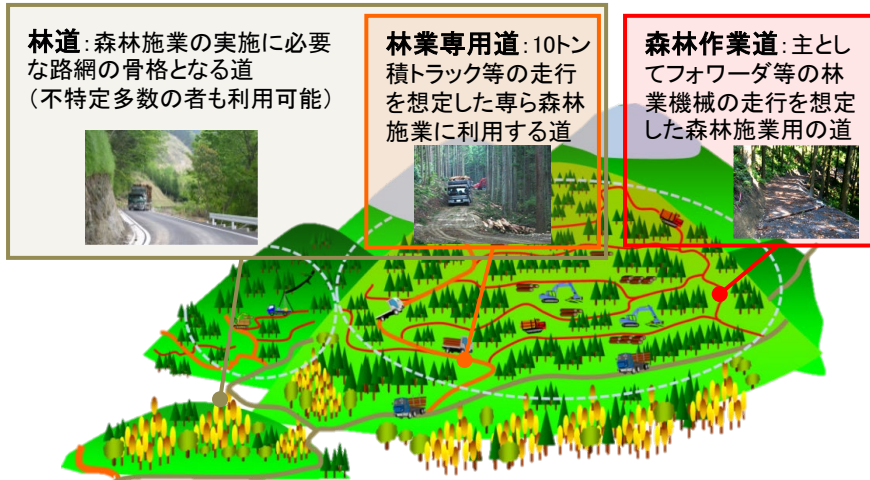 林道：森林施業の実施に必要
な路網の骨格となる道
（不特定多数の者も利用可能）
林業専用道：10トン
積トラック等の走行
を想定した専ら森林
施業に利用する道
森林作業道：主とし
てフォワーダ等の林
業機械の走行を想定
した森林施業用の道